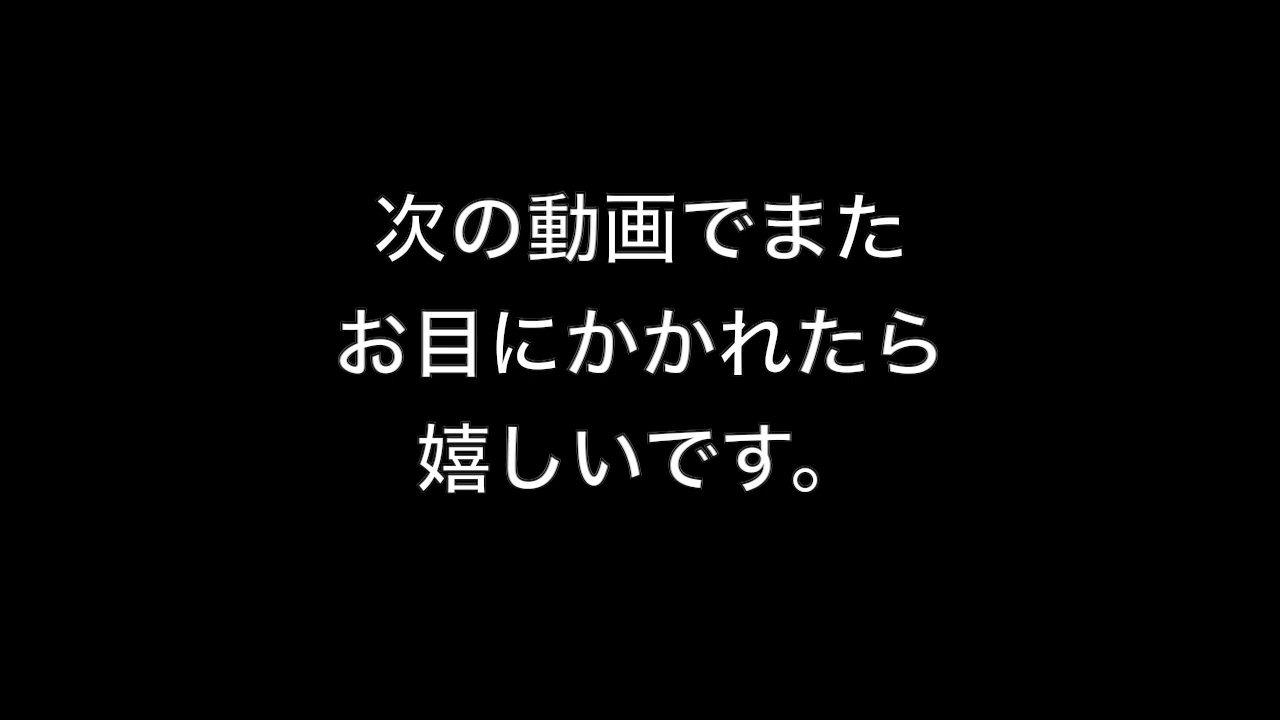 次の動画でまた
お目にかかれたら
嬉しいです。